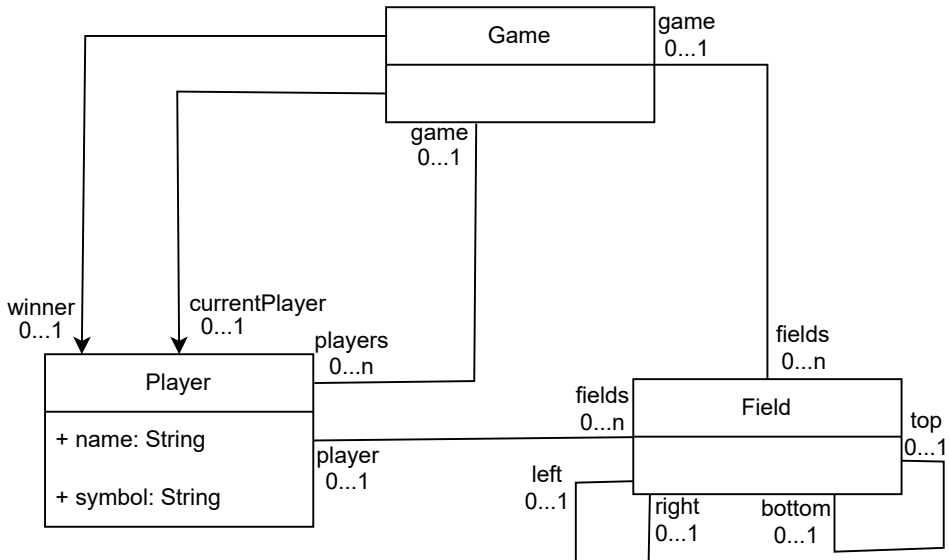 Game
game
0...1
game
0...1
winner
0...1
currentPlayer
0...1
players
0...n
fields
0...n
Player
+ name: String
+ symbol: String
fields
0...n
Field
top
0...1
player
0...1
left
0...1
right
0...1
bottom
0...1